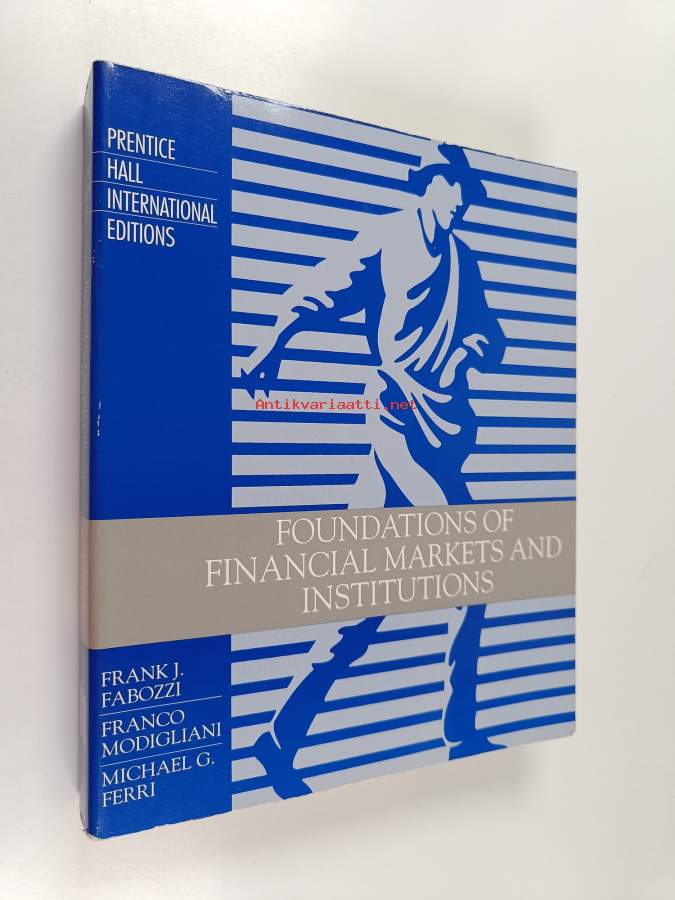 PRENTICE
HALL
INTERNATIONAL
EDITIONS
Antikvariaatti.net
FOUNDATIONS OF
FINANCIAL MARKETS AND
INSTITUTIONS
FRANK J.
FABOZZI
FRANCO
MODIGLIANI
MICHAEL G.
FERRI